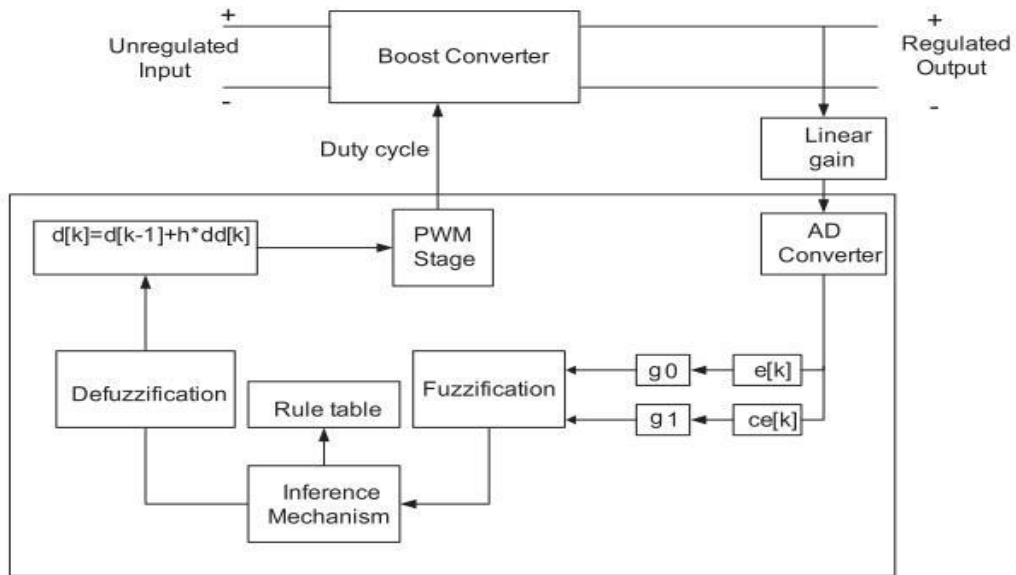 +
+
Unregulated
Input
Boost Converter
Regulated
Output
-
-
Duty cycle
Linear
gain
d[k]=d[k-1]+h*dd[k]
PWM
Stage
AD
Converter
Defuzzification
Rule table
Fuzzification
g0
e[k]
g1
ce[k]
Inference
Mechanism